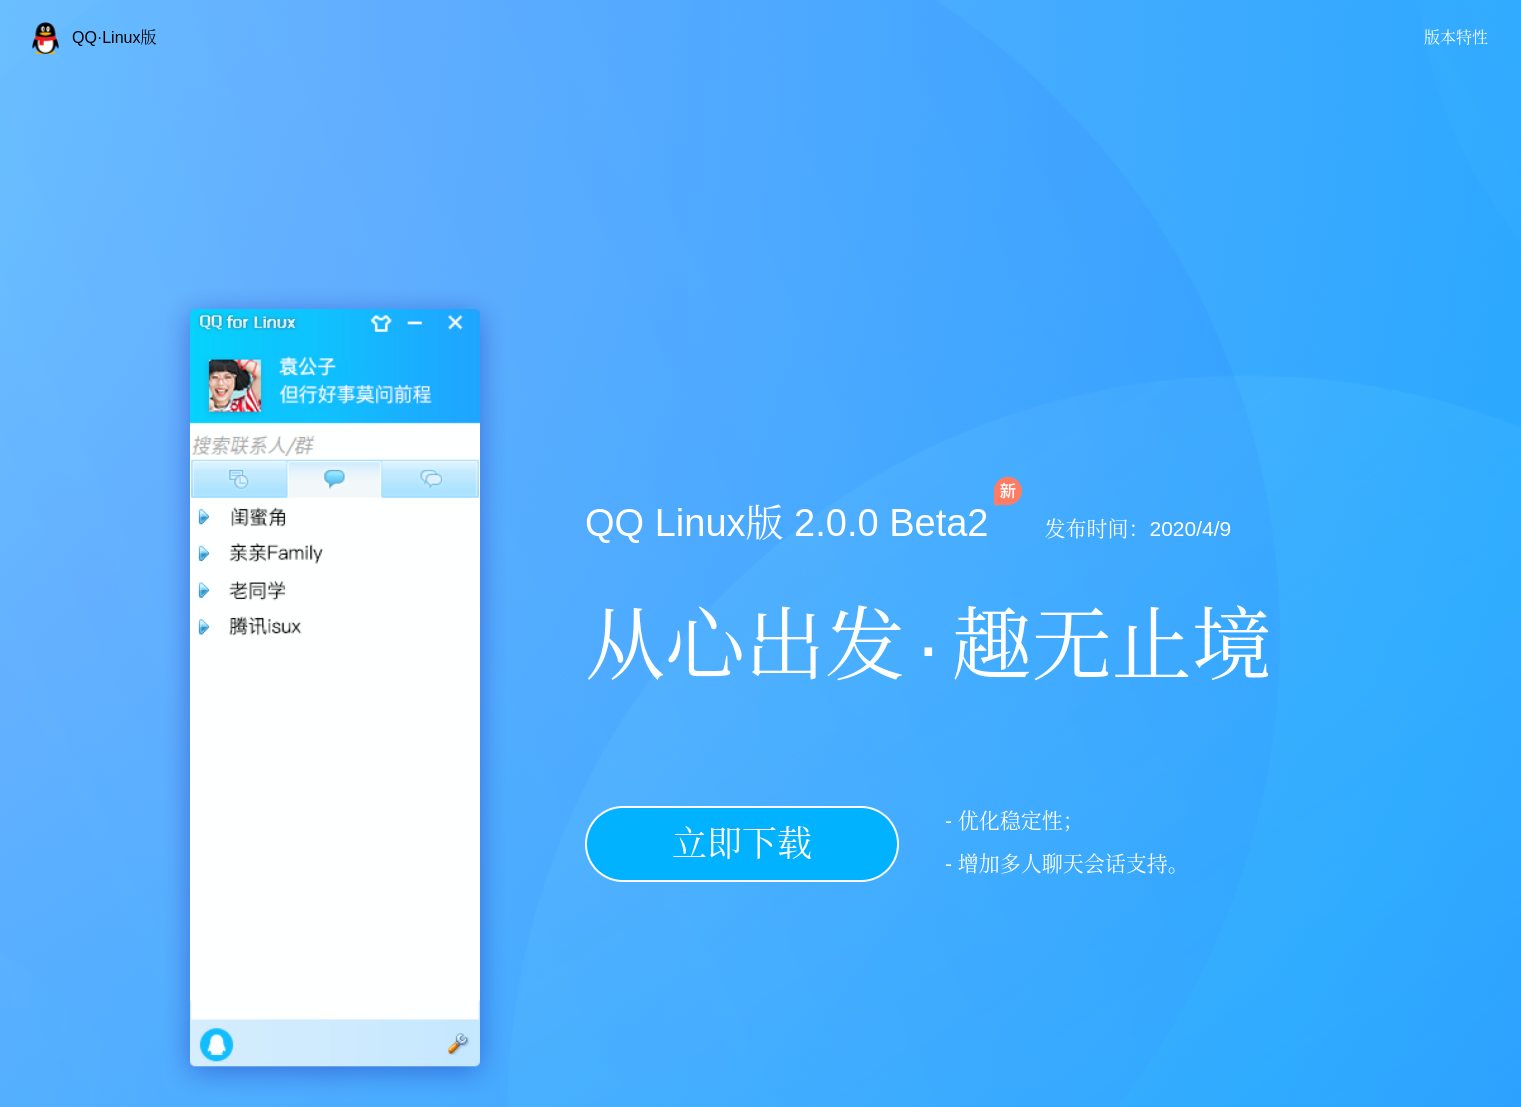 QQ·Linux版
版本特性
QQ for Linux
袁公子
但行好事莫问前程
搜索联系人/群
闺蜜角
亲亲Family
老同学
腾讯isux
新
QQ Linux版 2.0.0 Beta2
发布时间：2020/4/9
从心出发·趣无止境
立即下载
- 优化稳定性；
- 增加多人聊天会话支持。